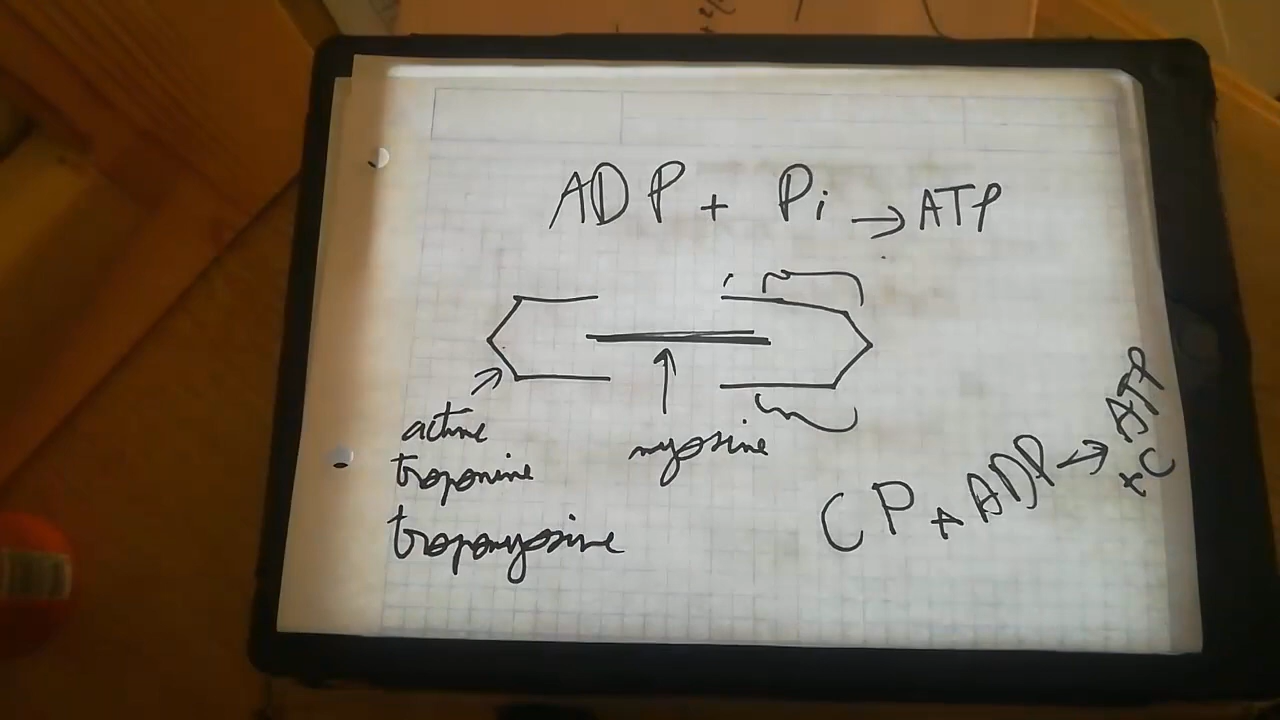 ADP + Pi → ATP
actine
troponine
tropomyosine
myosine
CP + ADP → ATP
+ C